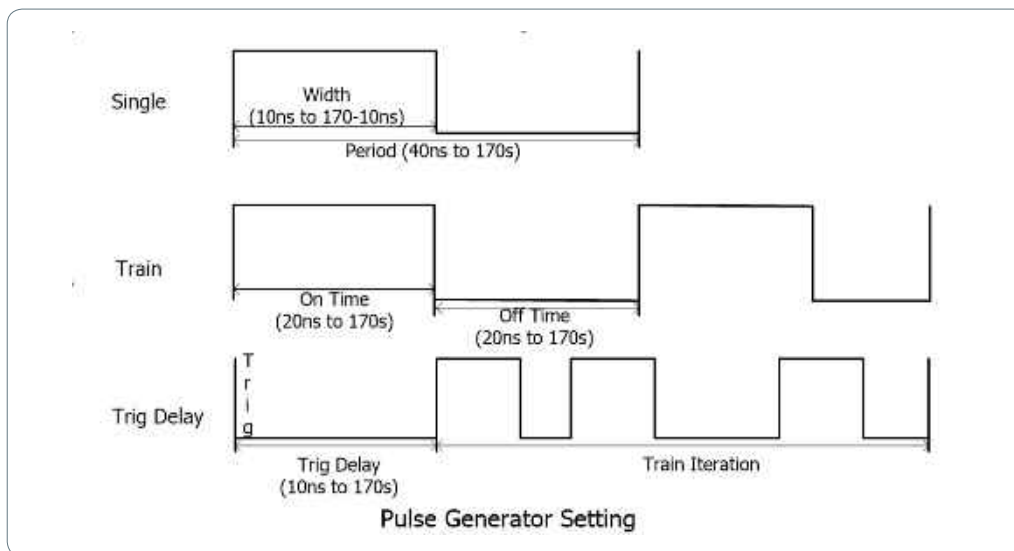 Single
Width
(10ns to 170-10ns)
Period (40ns to 170s)
Train
On Time
(20ns to 170s)
Off Time
(20ns to 170s)
Trig
Trig Delay
Trig Delay
(10ns to 170s)
Train Iteration
Pulse Generator Setting